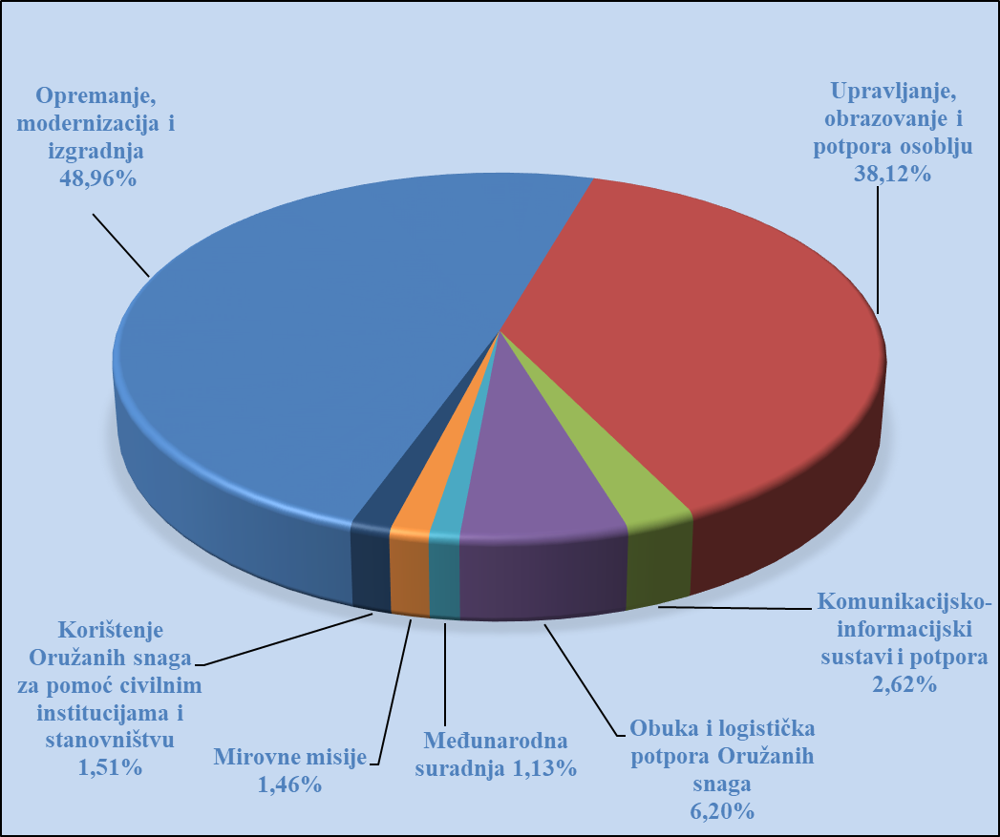 Opremanje,
modernizacija i
izgradnja
48,96%
Upravljanje,
obrazovanje i
potpora osoblju
38,12%
Komunikacijsko-
informacijski
sustavi i potpora
2,62%
Korištenje
Oružanih snaga
za pomoć civilnim
institucijama i
stanovništvu
1,51%
Mirovne misije
1,46%
Međunarodna
suradnja 1,13%
Obuka i logistička
potpora Oružanih
snaga
6,20%